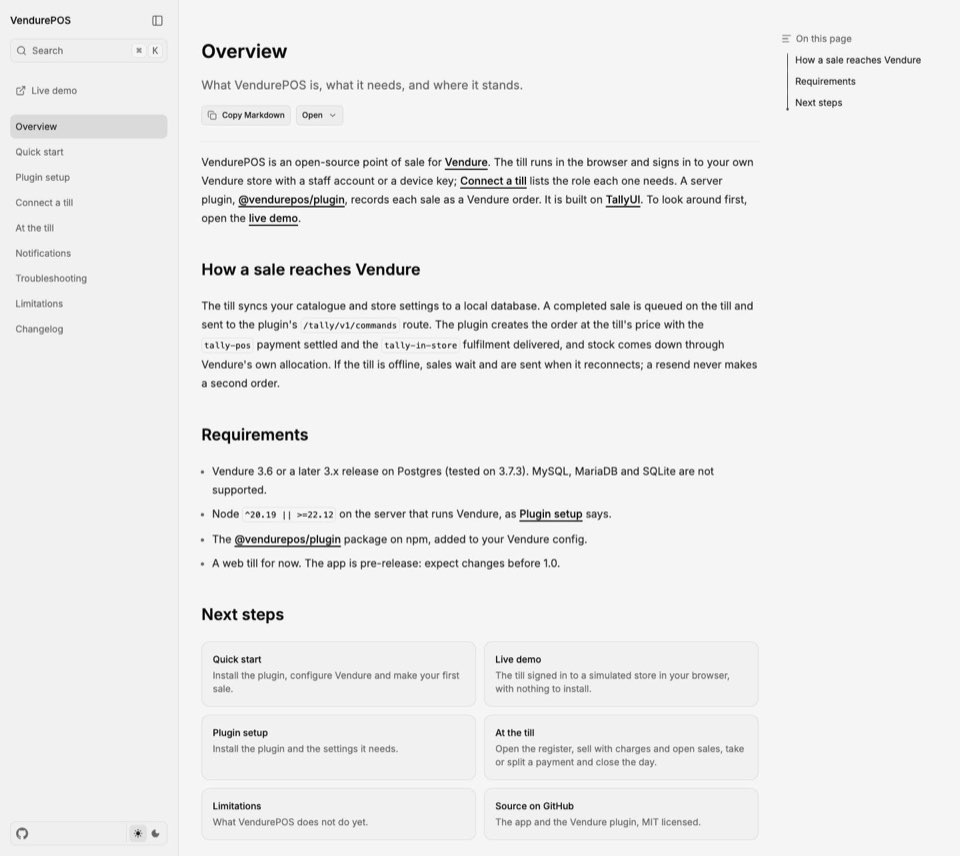 VendurePOS
Search ⌘ K
Live demo
Overview
Quick start
Plugin setup
Connect a till
At the till
Notifications
Troubleshooting
Limitations
Changelog
Overview
What VendurePOS is, what it needs, and where it stands.
Copy Markdown
Open
VendurePOS is an open-source point of sale for Vendure. The till runs in the browser and signs in to your own
Vendure store with a staff account or a device key; Connect a till lists the role each one needs. A server
plugin, @vendurepos/plugin, records each sale as a Vendure order. It is built on TallyUI. To look around first,
open the live demo.
How a sale reaches Vendure
The till syncs your catalogue and store settings to a local database. A completed sale is queued on the till and
sent to the plugin's /tally/v1/commands route. The plugin creates the order at the till's price with the
tally-pos payment settled and the tally-in-store fulfilment delivered, and stock comes down through
Vendure's own allocation. If the till is offline, sales wait and are sent when it reconnects; a resend never makes
a second order.
Requirements
• Vendure 3.6 or a later 3.x release on Postgres (tested on 3.7.3). MySQL, MariaDB and SQLite are not
supported.
• Node ^20.19 || >=22.12 on the server that runs Vendure, as Plugin setup says.
• The @vendurepos/plugin package on npm, added to your Vendure config.
• A web till for now. The app is pre-release: expect changes before 1.0.
Next steps
Quick start
Install the plugin, configure Vendure and make your first
sale.
Live demo
The till signed in to a simulated store in your browser,
with nothing to install.
Plugin setup
Install the plugin and the settings it needs.
At the till
Open the register, sell with charges and open sales, take
or split a payment and close the day.
Limitations
What VendurePOS does not do yet.
Source on GitHub
The app and the Vendure plugin, MIT licensed.
On this page
How a sale reaches Vendure
Requirements
Next steps